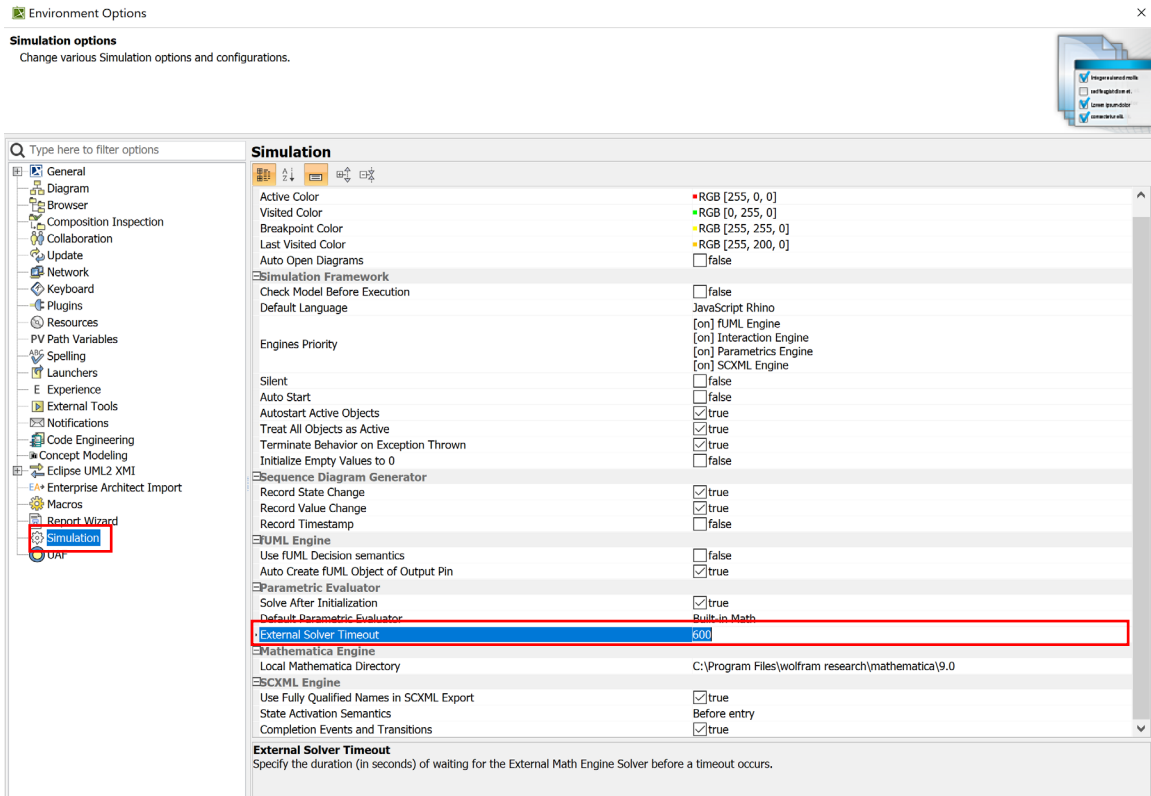 Environment Options
Simulation options
Change various Simulation options and configurations.
Type here to filter options
General
Diagram
Browser
Composition Inspection
Collaboration
Update
Network
Keyboard
Plugins
Resources
PV Path Variables
ABC Spelling
Launchers
E Experience
External Tools
Notifications
Code Engineering
Concept Modeling
Eclipse UML2 XMI
EA Enterprise Architect Import
Macros
Report Wizard
Simulation
UAF
Simulation
Active Color RGB [255, 0, 0]
Visited Color RGB [0, 255, 0]
Breakpoint Color RGB [255, 255, 0]
Last Visited Color RGB [255, 200, 0]
Auto Open Diagrams false
Simulation Framework
Check Model Before Execution false
Default Language JavaScript Rhino
Engines Priority
[on] fUML Engine
[on] Interaction Engine
[on] Parametrics Engine
[on] SCXML Engine
Silent false
Auto Start false
Autostart Active Objects true
Treat All Objects as Active true
Terminate Behavior on Exception Thrown true
Initialize Empty Values to 0 false
Sequence Diagram Generator
Record State Change true
Record Value Change true
Record Timestamp false
fUML Engine
Use fUML Decision semantics false
Auto Create fUML Object of Output Pin true
Parametric Evaluator
Solve After Initialization true
Default Parametric Evaluator Built-in Math
External Solver Timeout 600
Mathematica Engine
Local Mathematica Directory C:\Program Files\wolfram research\mathematica\9.0
SCXML Engine
Use Fully Qualified Names in SCXML Export true
State Activation Semantics Before entry
Completion Events and Transitions true
External Solver Timeout
Specify the duration (in seconds) of waiting for the External Math Engine Solver before a timeout occurs.